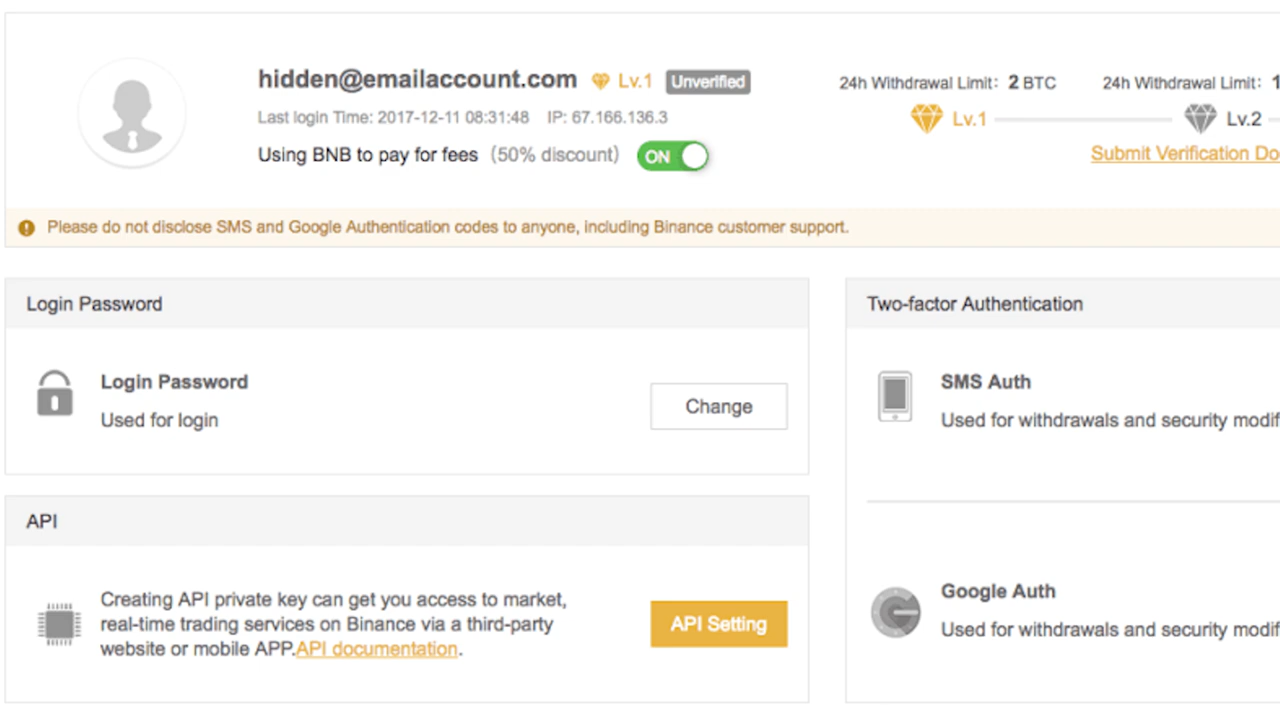 hidden@emailaccount.com Lv.1 Unverified
Last login Time: 2017-12-11 08:31:48 IP: 67.166.136.3
Using BNB to pay for fees (50% discount) ON
24h Withdrawal Limit: 2 BTC
Lv.1
24h Withdrawal Limit: 1
Lv.2
Submit Verification Do
Please do not disclose SMS and Google Authentication codes to anyone, including Binance customer support.
Login Password
Login Password
Used for login
Change
API
Creating API private key can get you access to market,
real-time trading services on Binance via a third-party
website or mobile APP.API documentation.
API Setting
Two-factor Authentication
SMS Auth
Used for withdrawals and security modif
Google Auth
Used for withdrawals and security modif